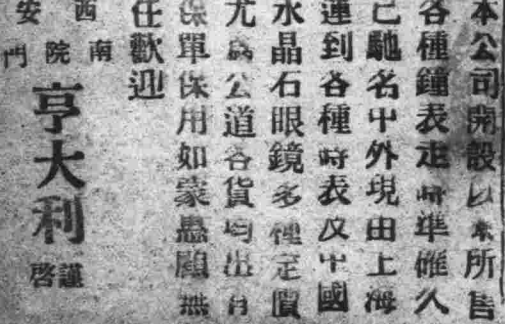 本公司開設以來所售
各種鐘表走時準確久
已馳名中外現由上海
運到各種時表及中國
水晶石眼鏡多種定價
尤為公道各貨均出具
保單保用如蒙惠顧無
任歡迎
西安
南院門
亨大利
謹啓